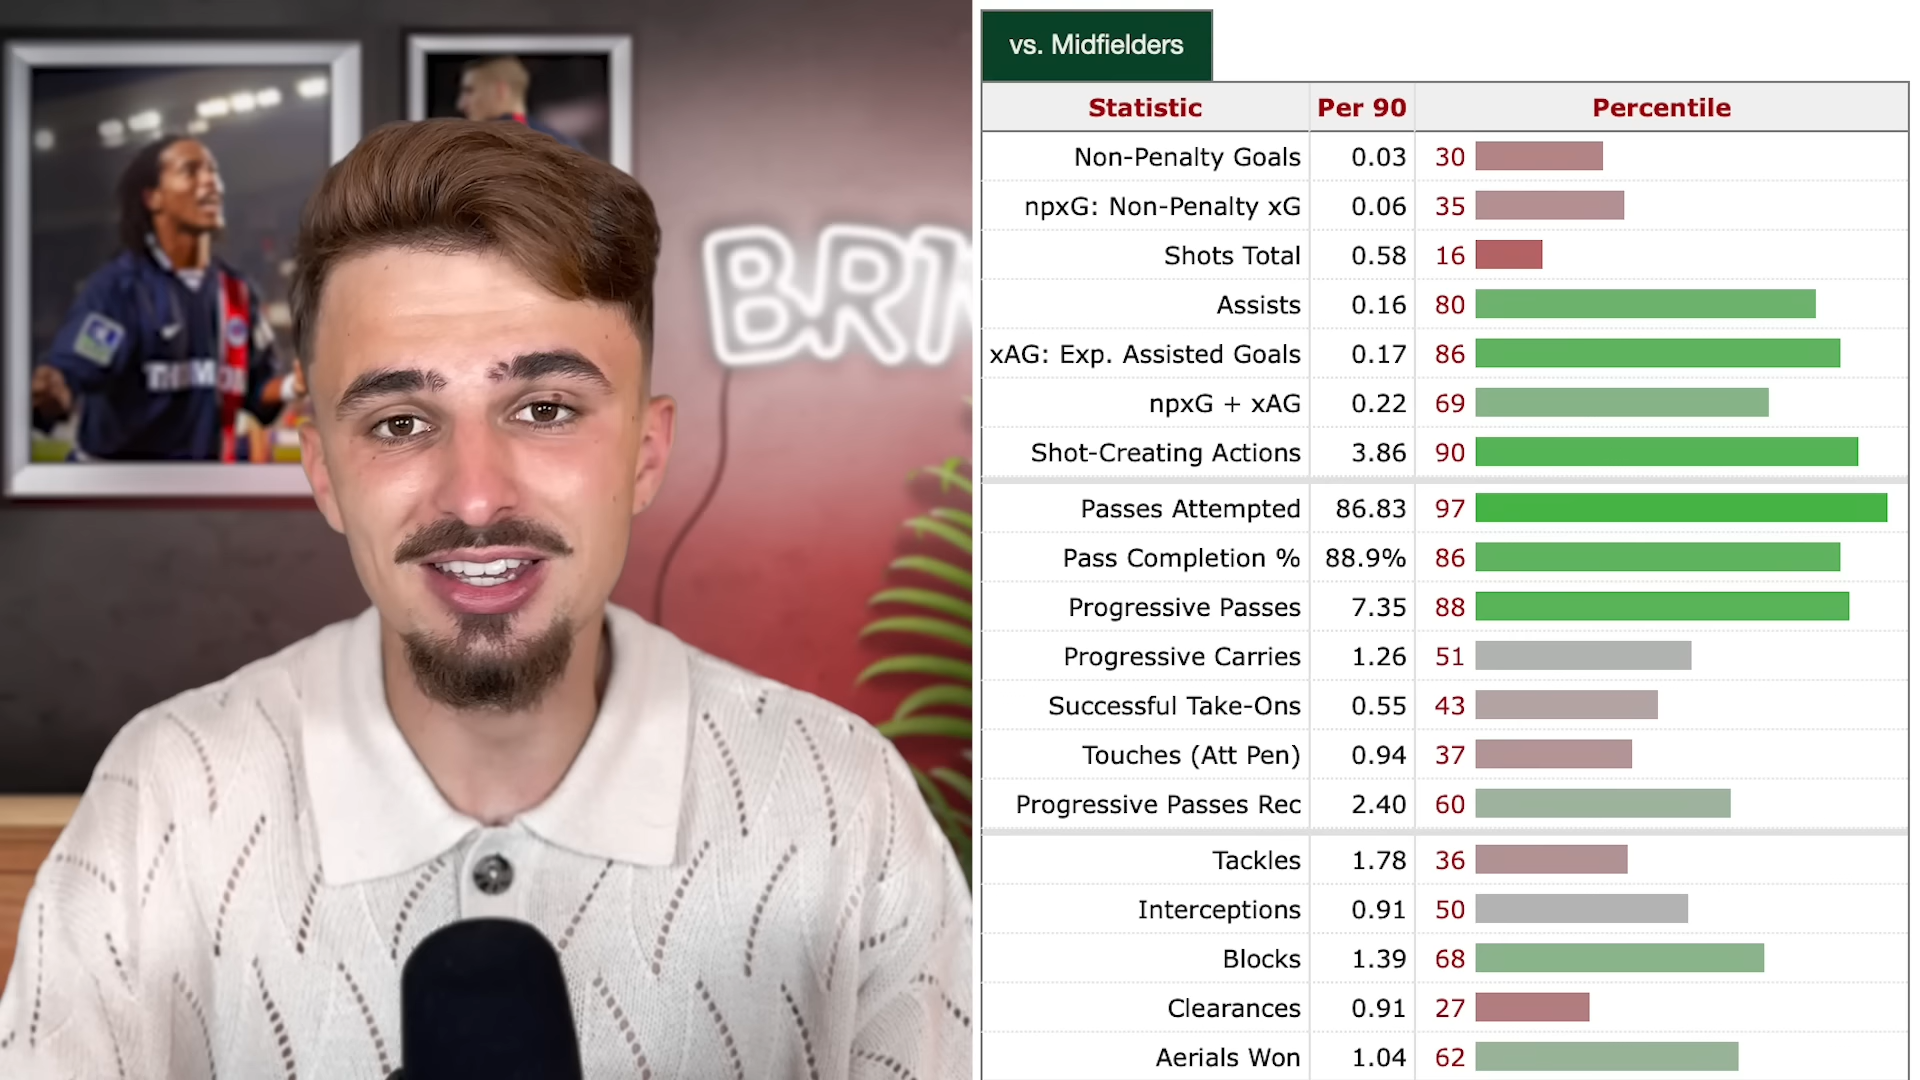 BR1
vs. Midfielders
Statistic Per 90 Percentile
Non-Penalty Goals 0.03 30
npxG: Non-Penalty xG 0.06 35
Shots Total 0.58 16
Assists 0.16 80
xAG: Exp. Assisted Goals 0.17 86
npxG + xAG 0.22 69
Shot-Creating Actions 3.86 90
Passes Attempted 86.83 97
Pass Completion % 88.9% 86
Progressive Passes 7.35 88
Progressive Carries 1.26 51
Successful Take-Ons 0.55 43
Touches (Att Pen) 0.94 37
Progressive Passes Rec 2.40 60
Tackles 1.78 36
Interceptions 0.91 50
Blocks 1.39 68
Clearances 0.91 27
Aerials Won 1.04 62